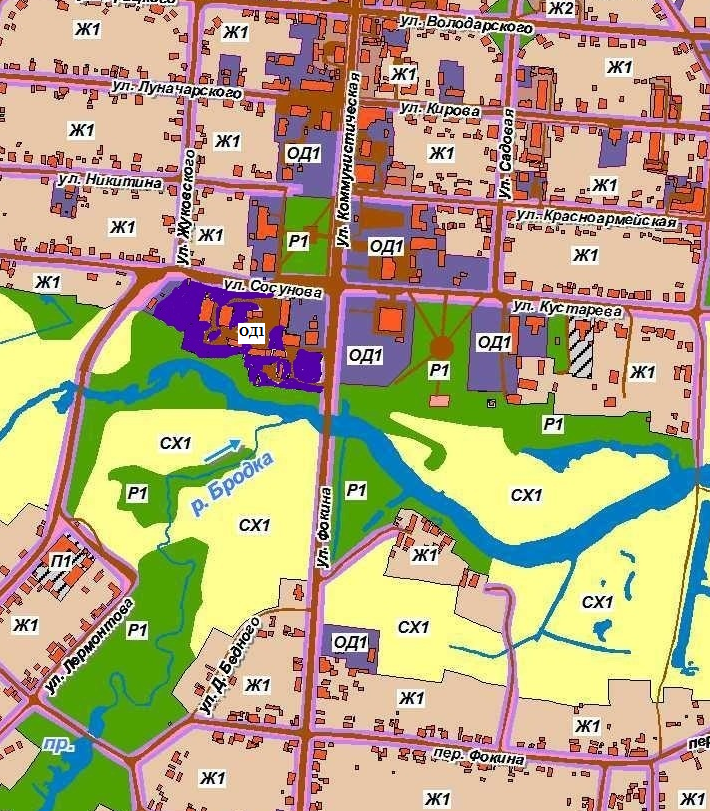 Ж2
ул. Володарского
Ж1
Ж1
Ж1
Ж1
ул. Луначарского
ул. Кирова
ул. Коммунистическая
ул. Садовая
Ж1
Ж1
ОД1
Ж1
ул. Никитина
ул. Жуковского
Ж1
ул. Красноармейская
Ж1
Ж1
Р1
ОД1
Ж1
Ж1
ул. Сосунова
ул. Кустарева
ОД1
ОД1
ОД1
Р1
Ж1
Р1
СХ1
р. Бродка
Р1
Р1
СХ1
СХ1
ул. Фокина
П1
Ж1
СХ1
Ж1
Р1
ул. Лермонтова
СХ1
ОД1
ул. Д. Бедного
Ж1
Ж1
Ж1
пр.
пер. Фокина
пер
Ж1
Ж1
Ж1